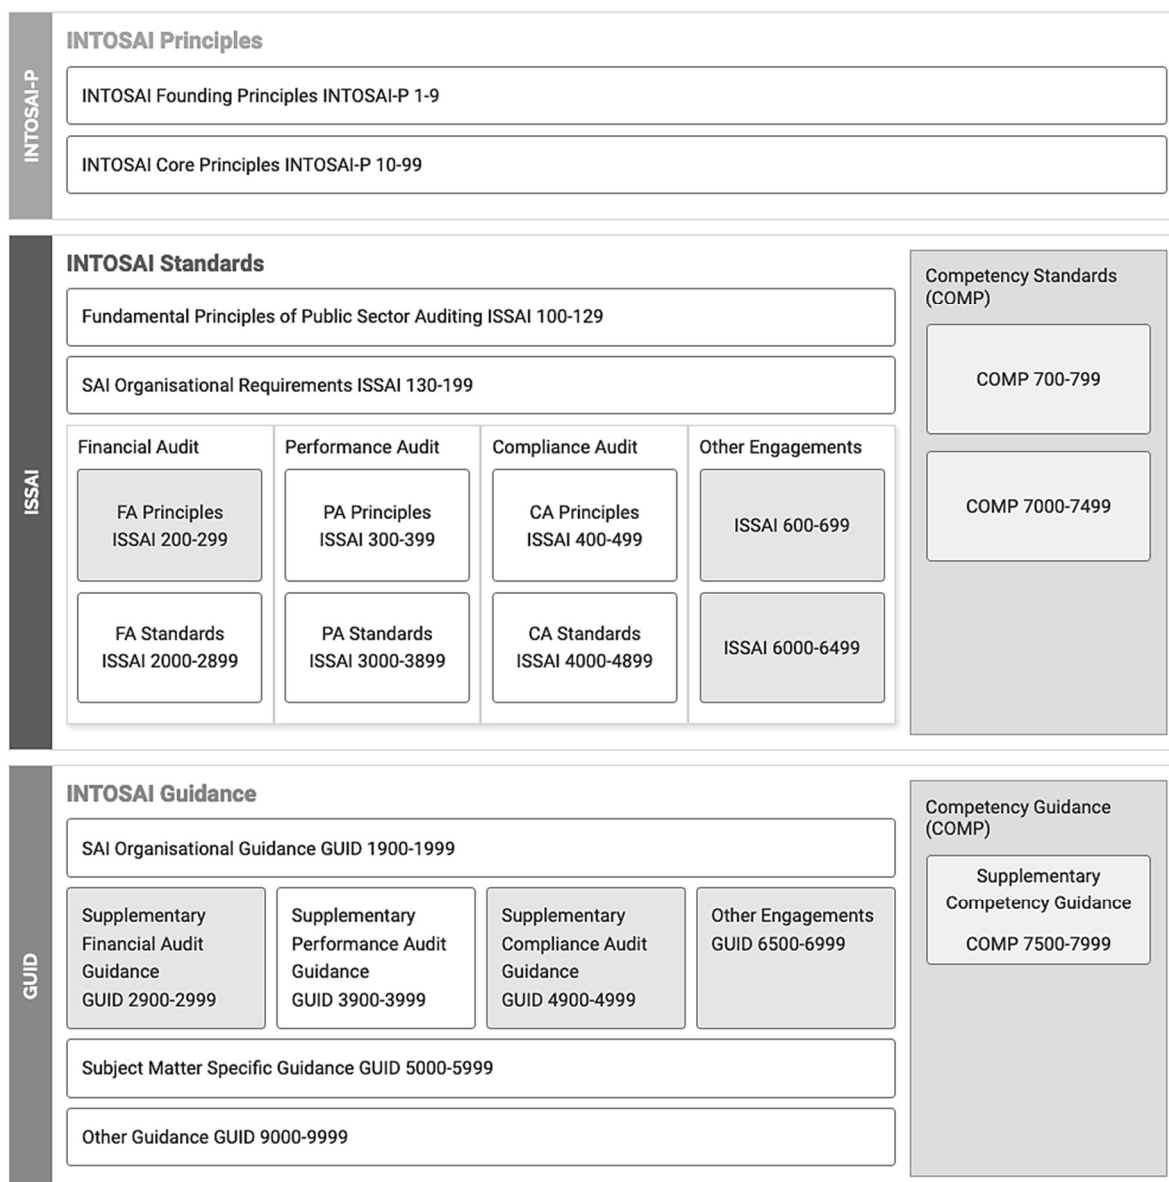 INTOSAI-P
INTOSAI Principles
INTOSAI Founding Principles INTOSAI-P 1-9
INTOSAI Core Principles INTOSAI-P 10-99
ISSAI
INTOSAI Standards
Fundamental Principles of Public Sector Auditing ISSAI 100-129
SAI Organisational Requirements ISSAI 130-199
Financial Audit
FA Principles
ISSAI 200-299
FA Standards
ISSAI 2000-2899
Performance Audit
PA Principles
ISSAI 300-399
PA Standards
ISSAI 3000-3899
Compliance Audit
CA Principles
ISSAI 400-499
CA Standards
ISSAI 4000-4899
Other Engagements
ISSAI 600-699
ISSAI 6000-6499
Competency Standards
(COMP)
COMP 700-799
COMP 7000-7499
GUID
INTOSAI Guidance
SAI Organisational Guidance GUID 1900-1999
Supplementary
Financial Audit
Guidance
GUID 2900-2999
Supplementary
Performance Audit
Guidance
GUID 3900-3999
Supplementary
Compliance Audit
Guidance
GUID 4900-4999
Other Engagements
GUID 6500-6999
Subject Matter Specific Guidance GUID 5000-5999
Other Guidance GUID 9000-9999
Competency Guidance
(COMP)
Supplementary
Competency Guidance
COMP 7500-7999